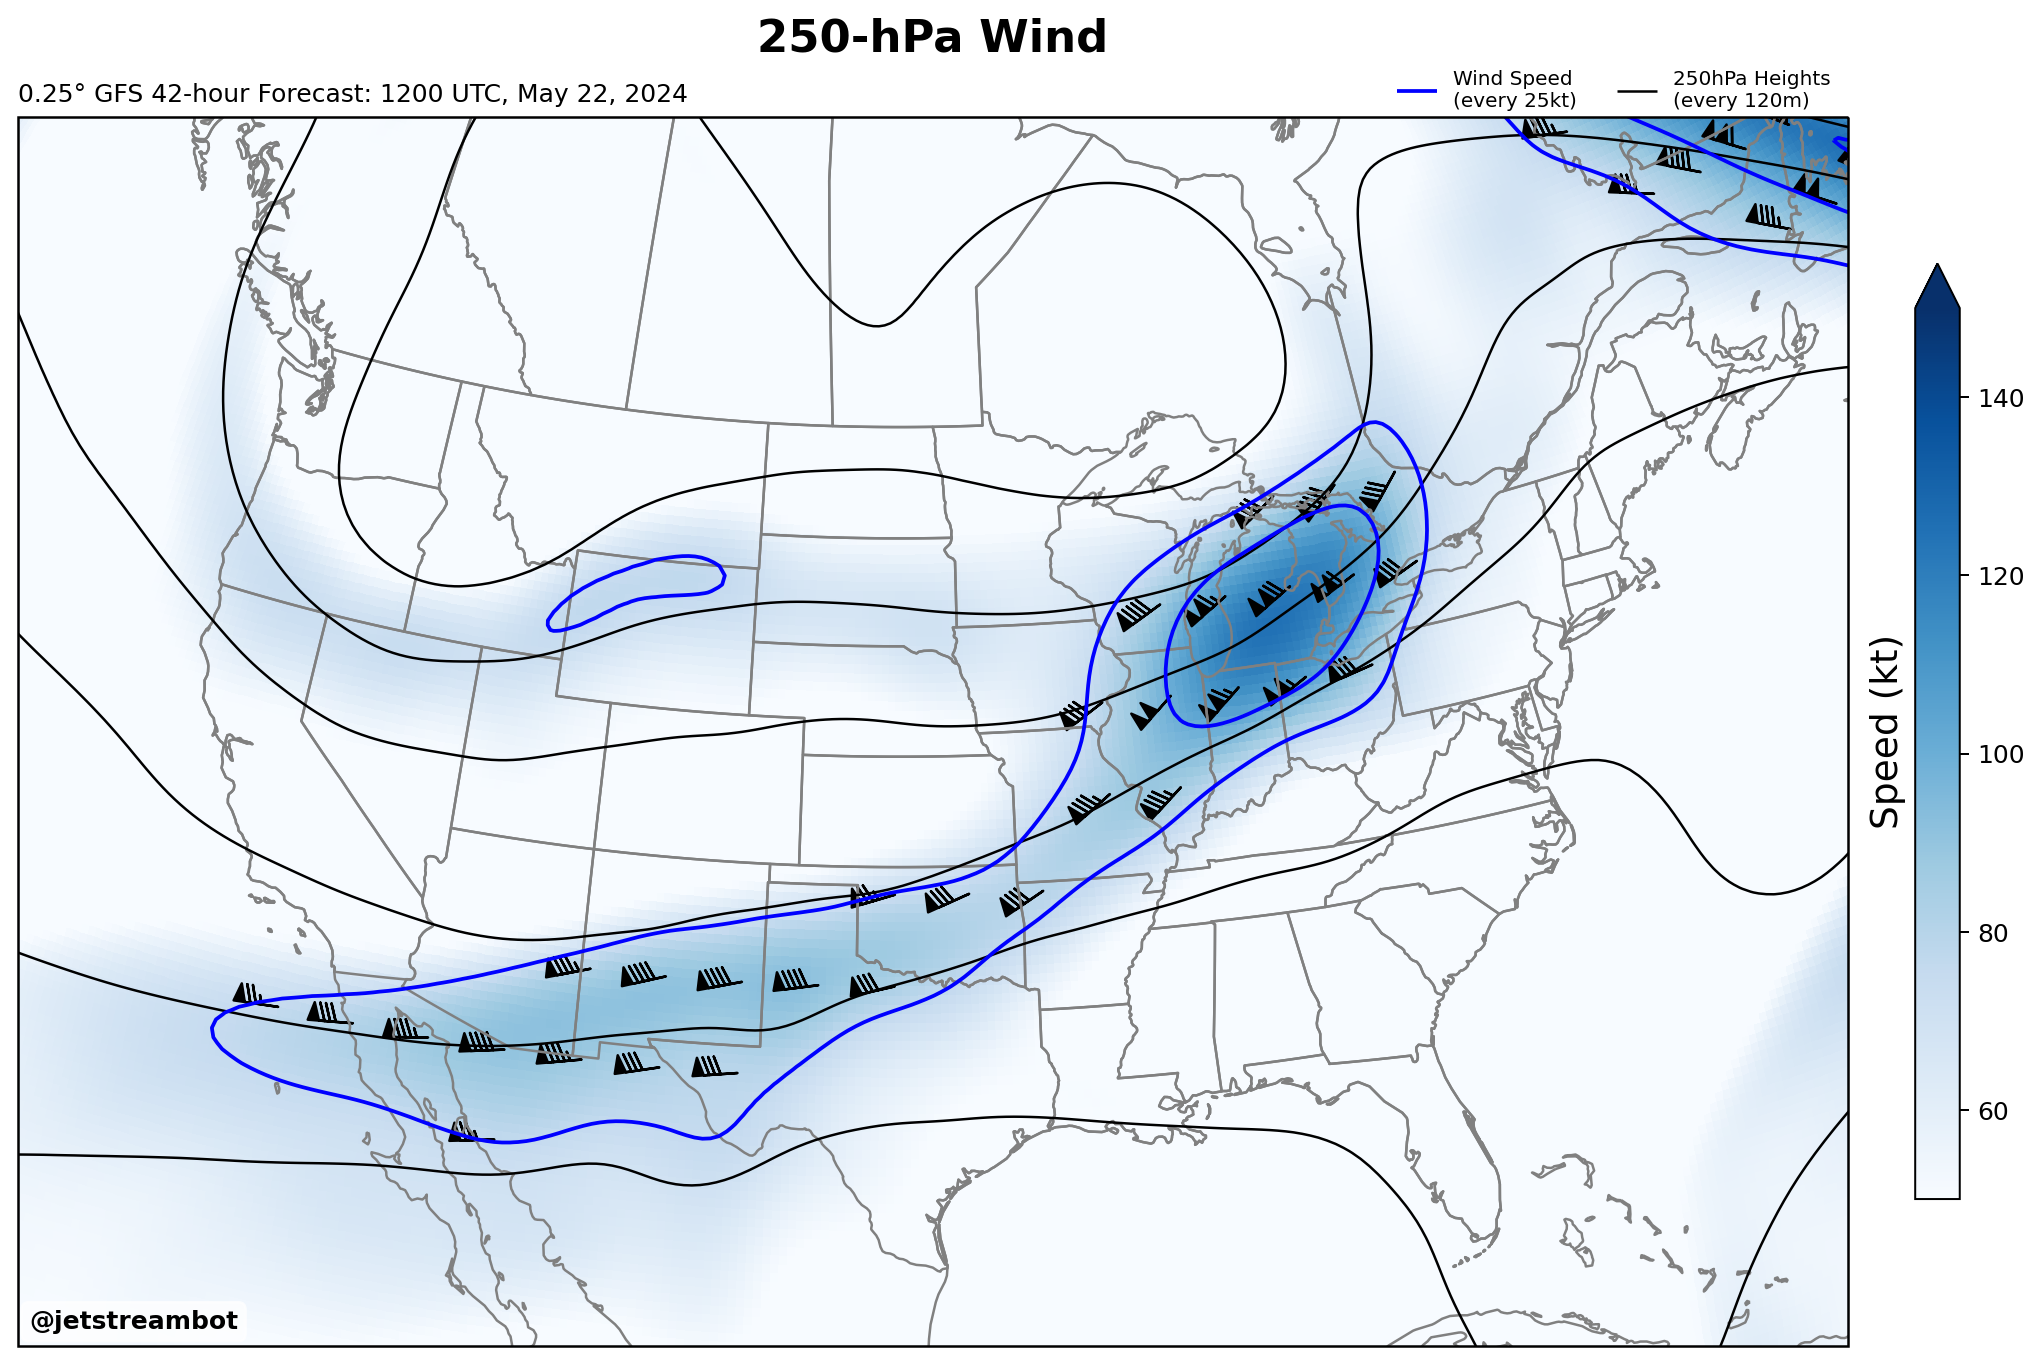 250-hPa Wind
0.25° GFS 42-hour Forecast: 1200 UTC, May 22, 2024
Wind Speed
(every 25kt)
250hPa Heights
(every 120m)
140
120
100
80
60
Speed (kt)
@jetstreambot